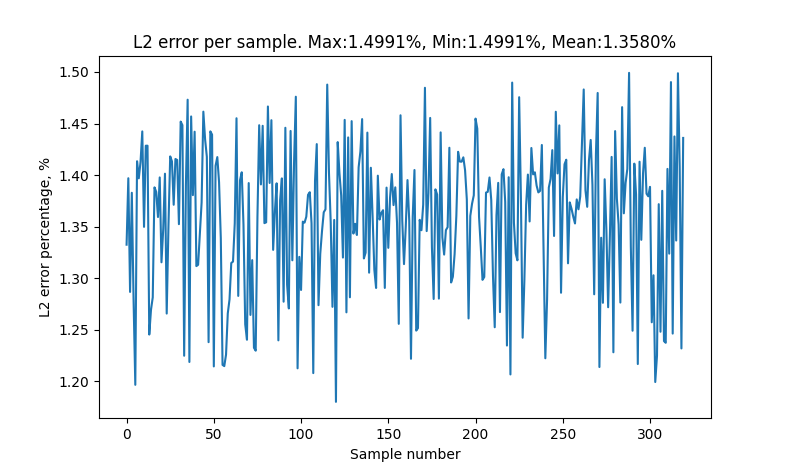 L2 error per sample. Max:1.4991%, Min:1.4991%, Mean:1.3580%
L2 error percentage, %
1.50
1.45
1.40
1.35
1.30
1.25
1.20
0 50 100 150 200 250 300
Sample number